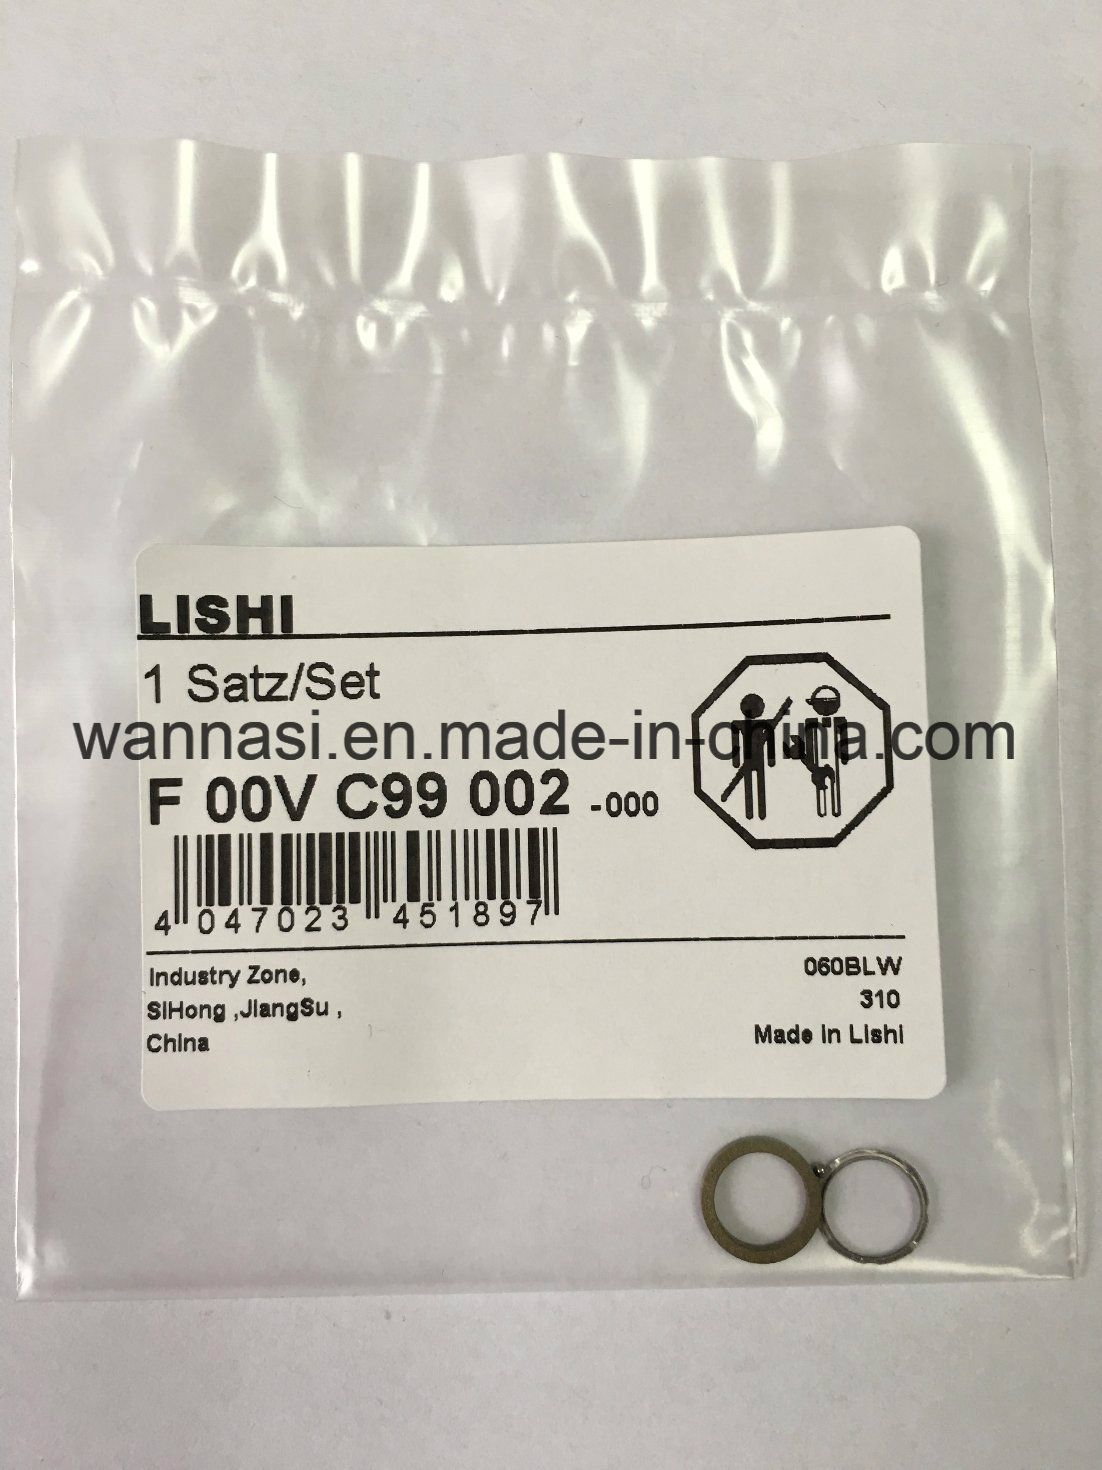 LISHI
1 Satz/Set
wannasi.en.made-in-china.com
F 00V C99 002 -000
4 047023 451897
Industry Zone,
SiHong ,JiangSu ,
China
060BLW
310
Made in Lishi